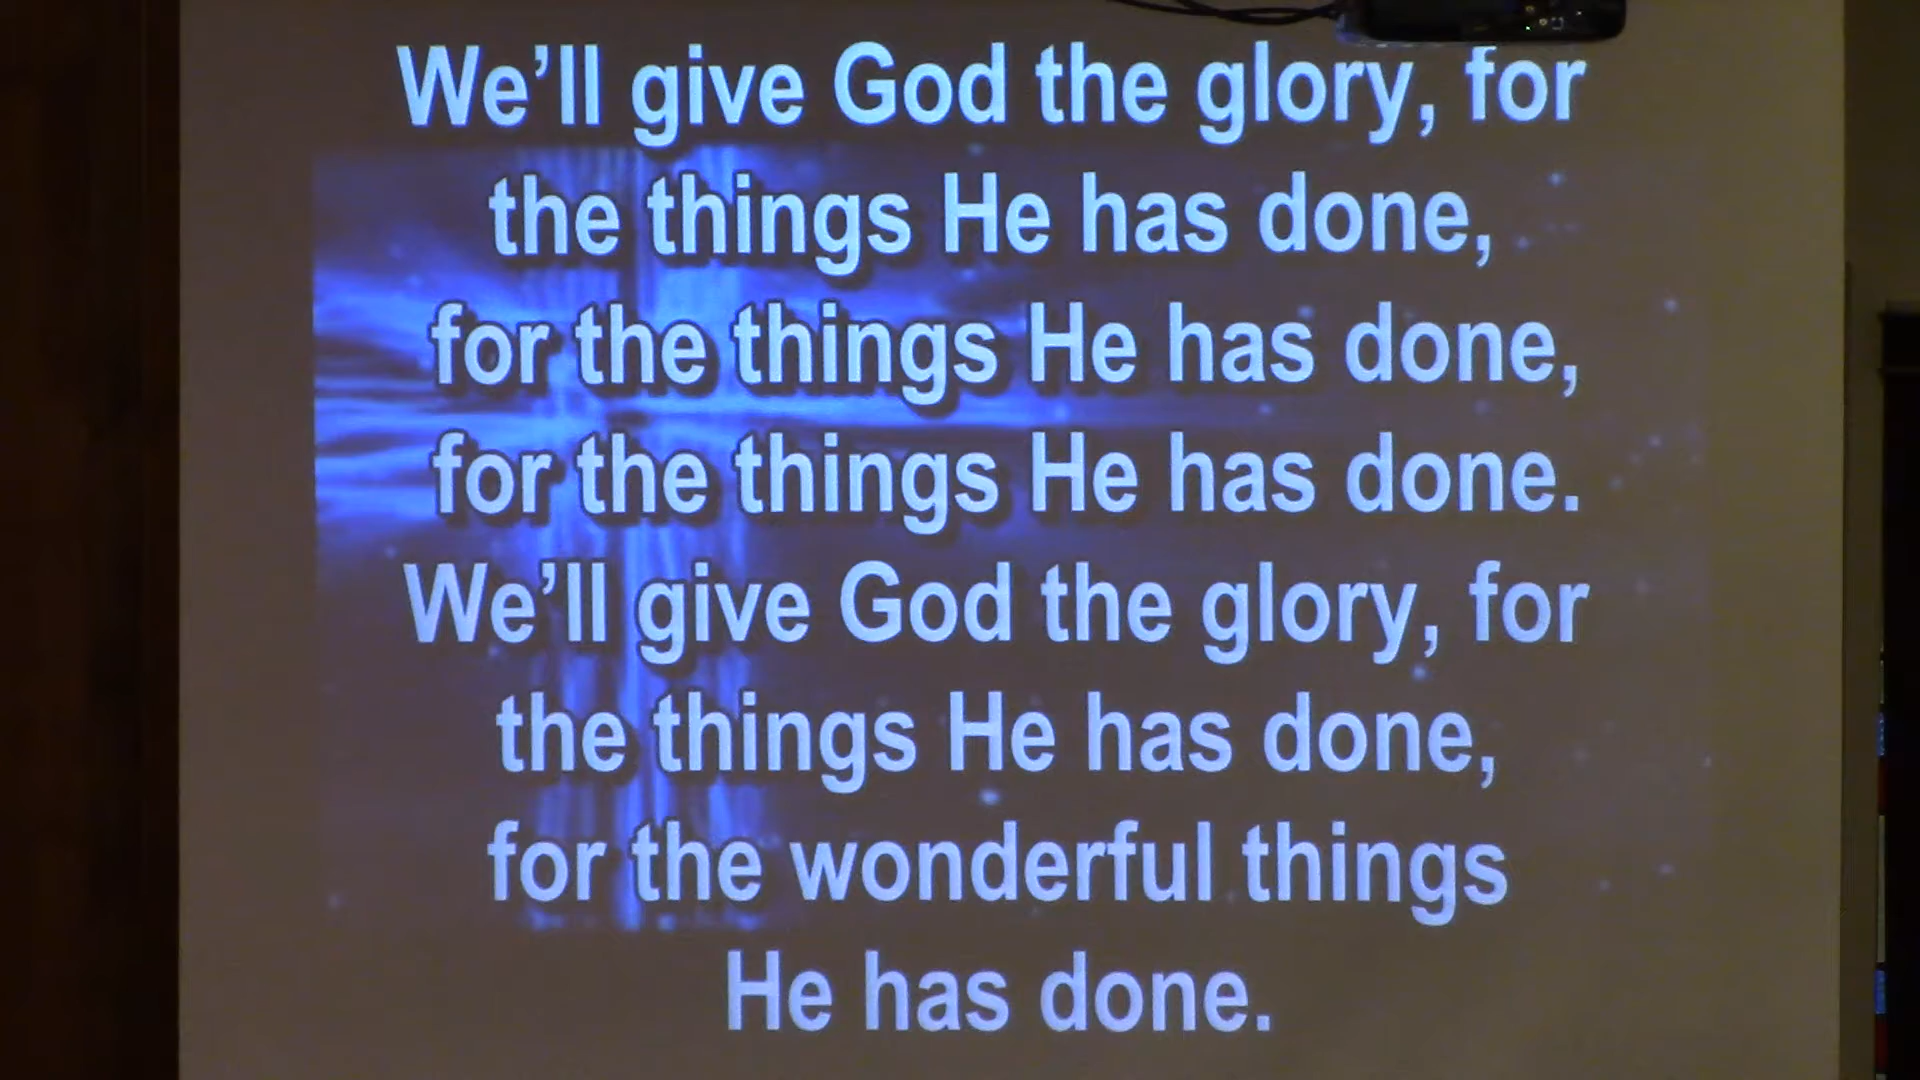 We’ll give God the glory, for
the things He has done,
for the things He has done,
for the things He has done.
We’ll give God the glory, for
the things He has done,
for the wonderful things
He has done.